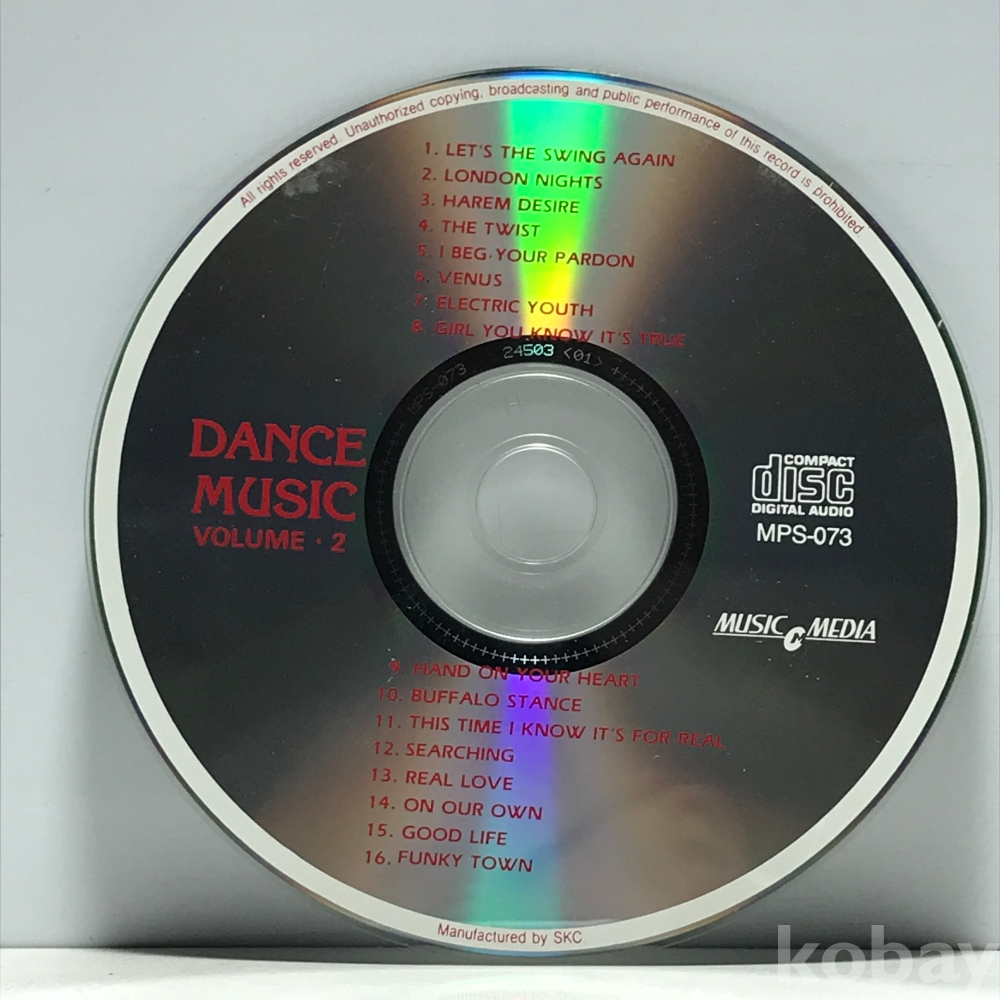 All rights reserved. Unauthorized copying, broadcasting and public performance of this record is prohibited
1. LET'S THE SWING AGAIN
2. LONDON NIGHTS
3. HAREM DESIRE
4. THE TWIST
5. I BEG·YOUR PARDON
6. VENUS
7. ELECTRIC YOUTH
8. GIRL YOU KNOW IT'S TRUE
MPS-073 24503 <01> ++++++++++
DANCE
MUSIC
VOLUME · 2
COMPACT
disc
DIGITAL AUDIO
MPS-073
MUSIC MEDIA
9. HAND ON YOUR HEART
10. BUFFALO STANCE
11. THIS TIME I KNOW IT'S FOR REAL
12. SEARCHING
13. REAL LOVE
14. ON OUR OWN
15. GOOD LIFE
16. FUNKY TOWN
Manufactured by SKC
kobay